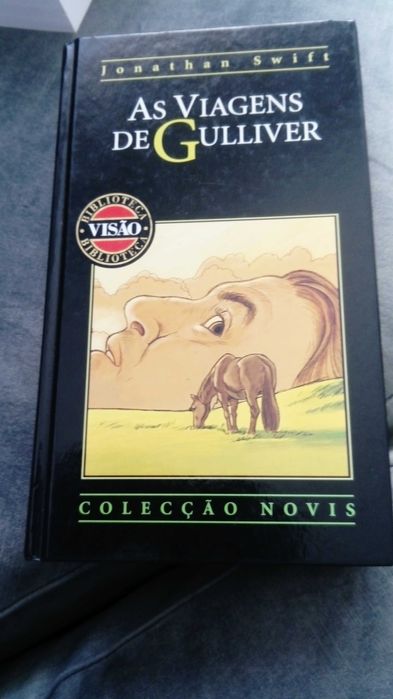 Jonathan Swift
AS VIAGENS
DE GULLIVER
BIBLIOTECA
VISÃO
BIBLIOTECA
COLECÇÃO NOVIS